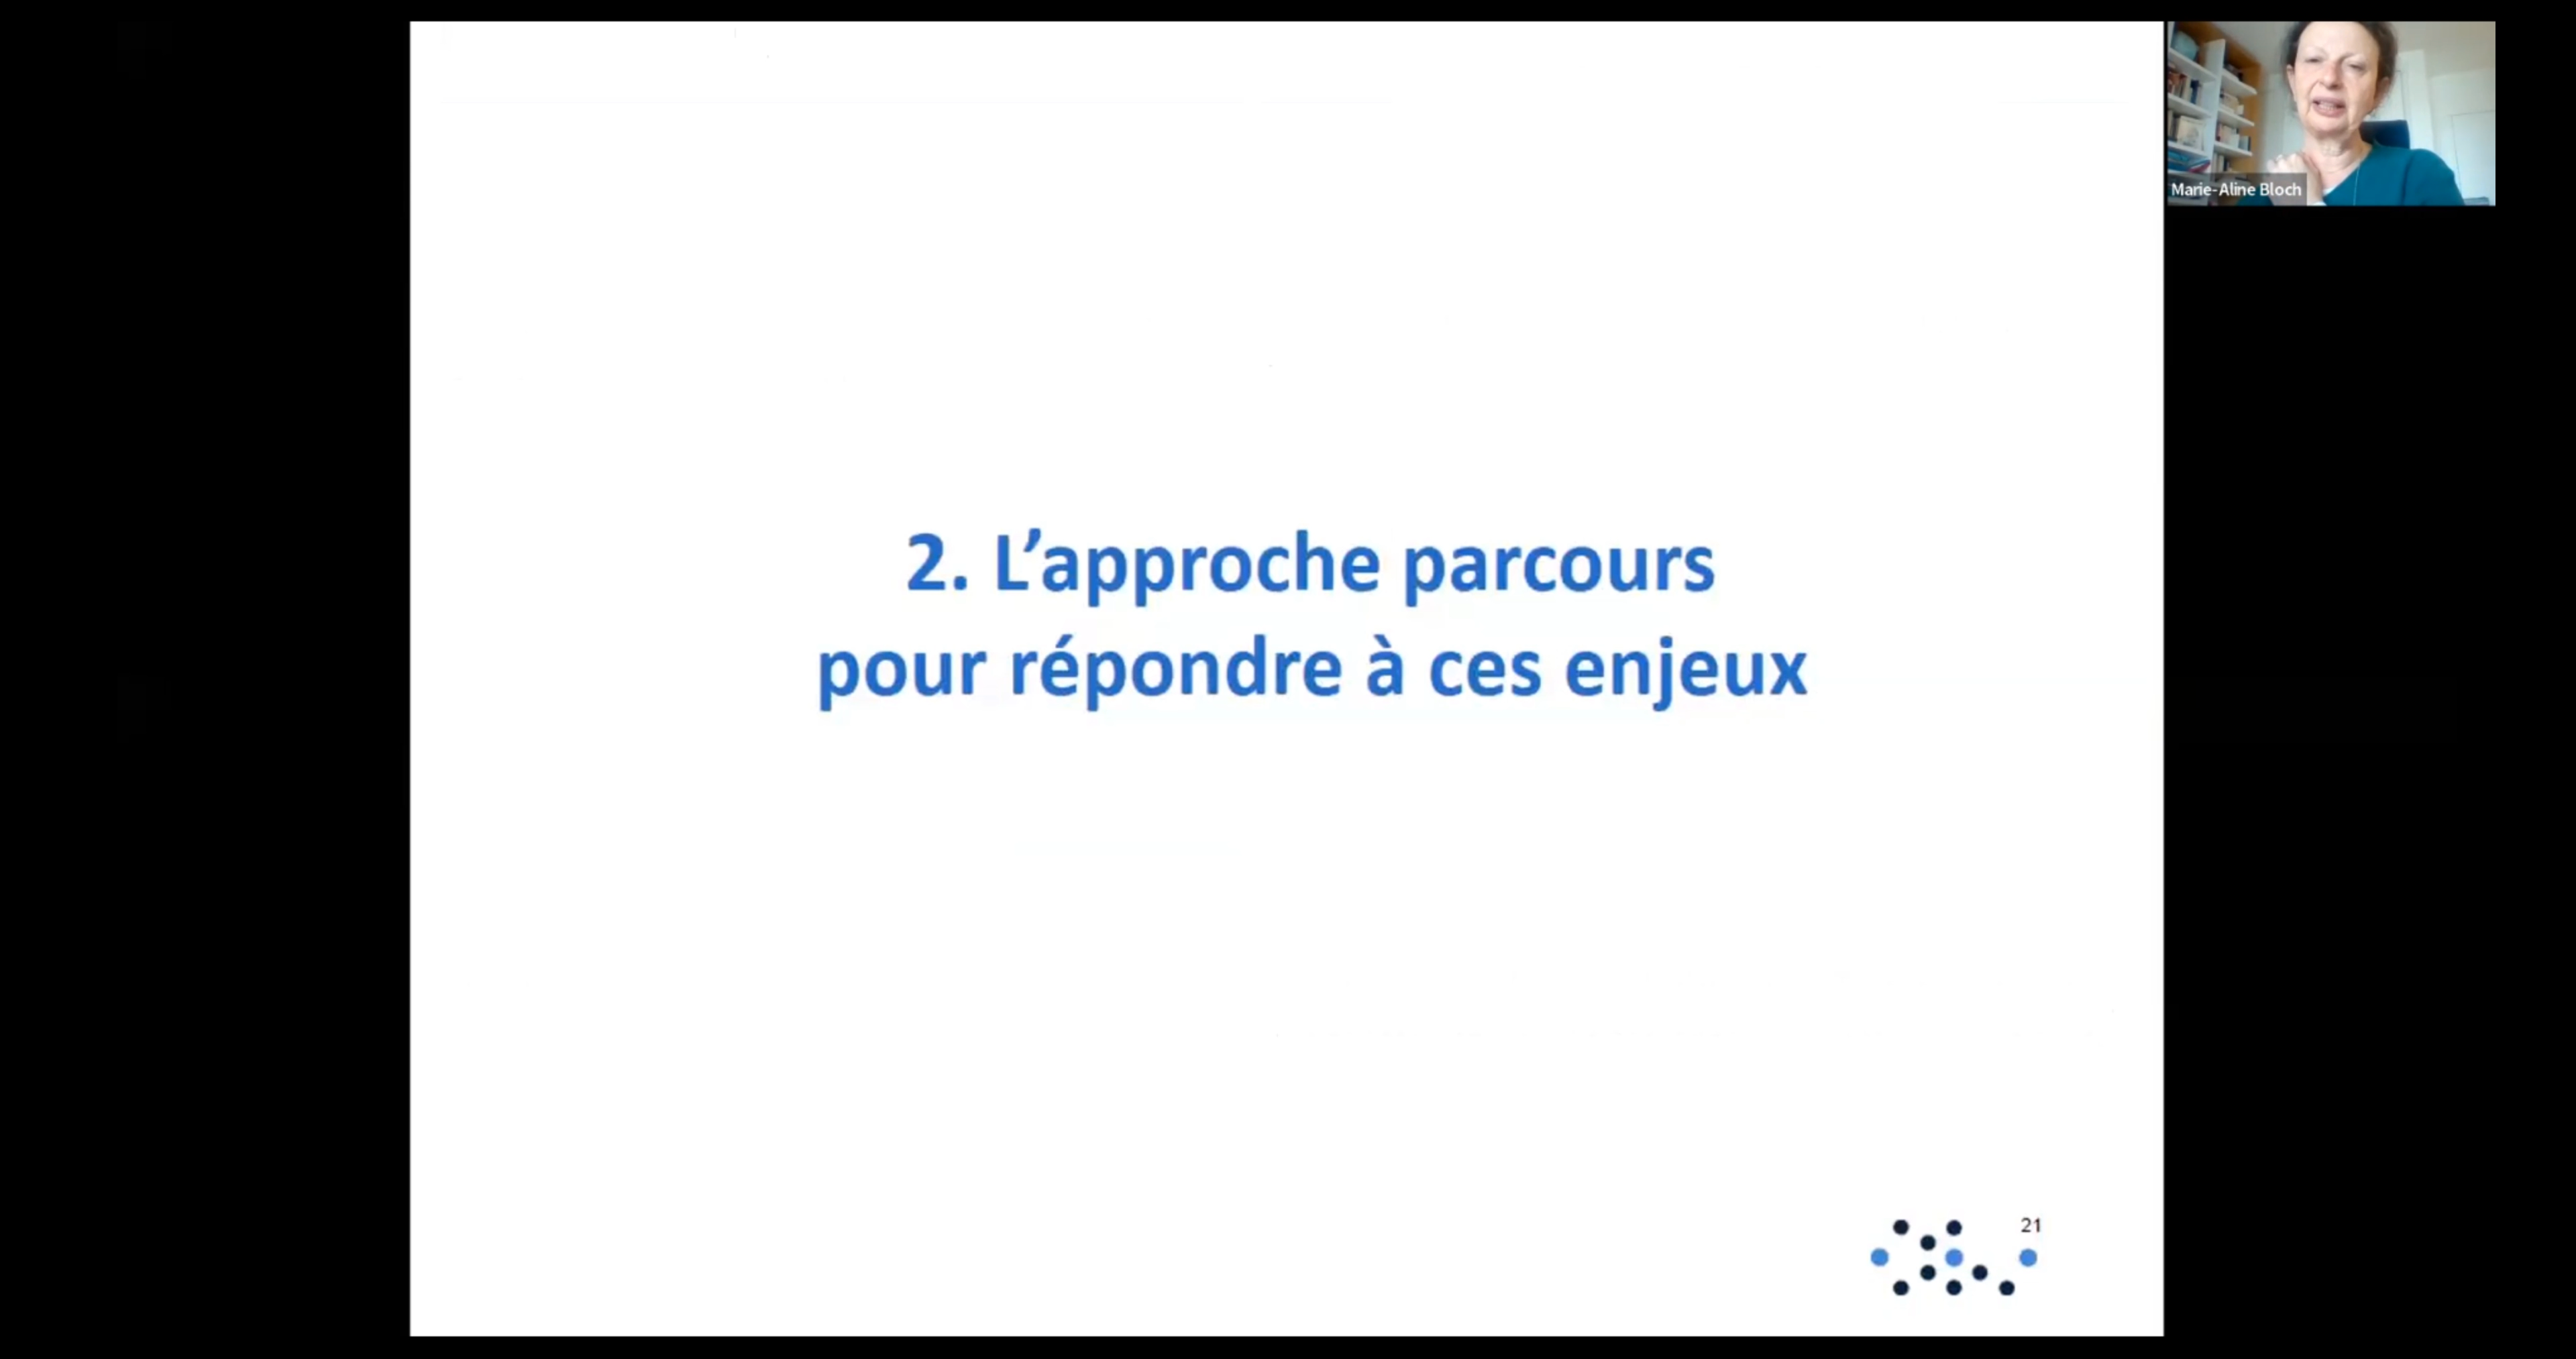 2. L’approche parcours
pour répondre à ces enjeux
Marie-Aline Bloch
21